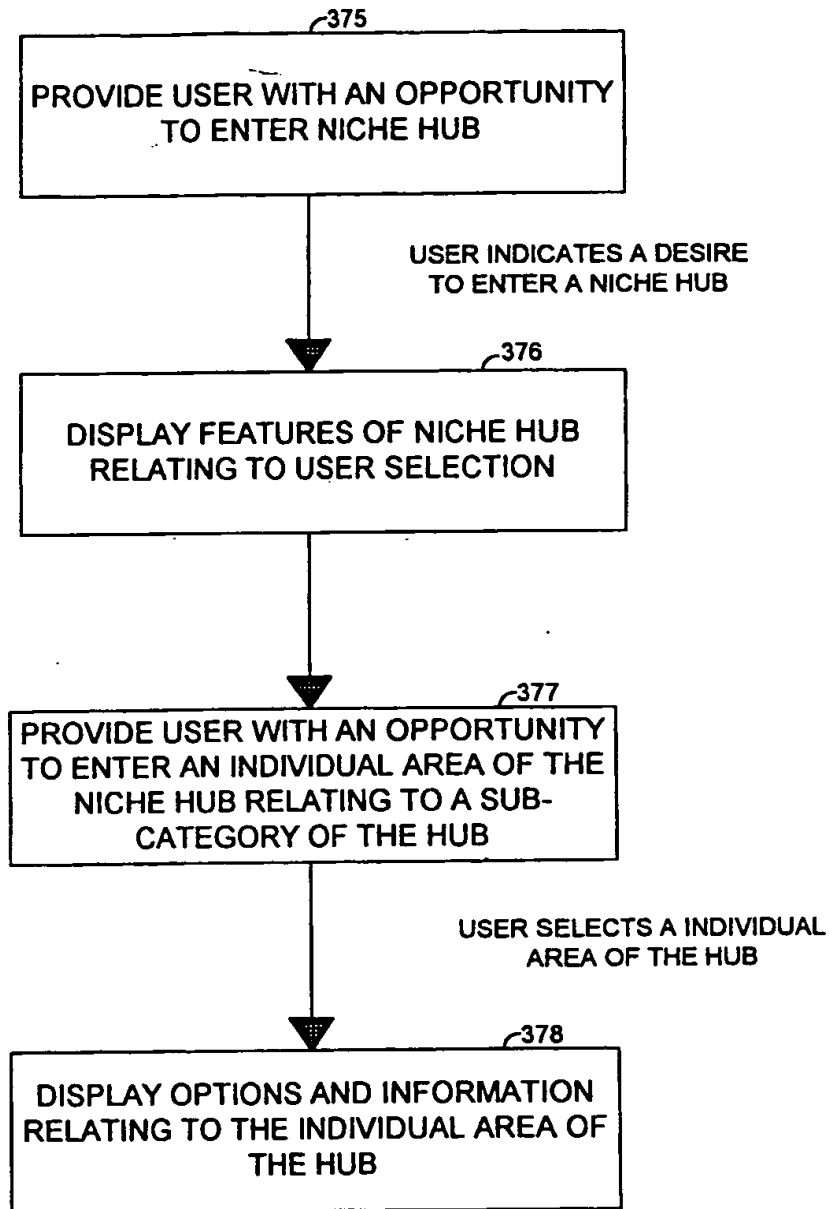 375
PROVIDE USER WITH AN OPPORTUNITY
TO ENTER NICHE HUB
USER INDICATES A DESIRE
TO ENTER A NICHE HUB
376
DISPLAY FEATURES OF NICHE HUB
RELATING TO USER SELECTION
377
PROVIDE USER WITH AN OPPORTUNITY
TO ENTER AN INDIVIDUAL AREA OF THE
NICHE HUB RELATING TO A SUB-
CATEGORY OF THE HUB
USER SELECTS A INDIVIDUAL
AREA OF THE HUB
378
DISPLAY OPTIONS AND INFORMATION
RELATING TO THE INDIVIDUAL AREA OF
THE HUB